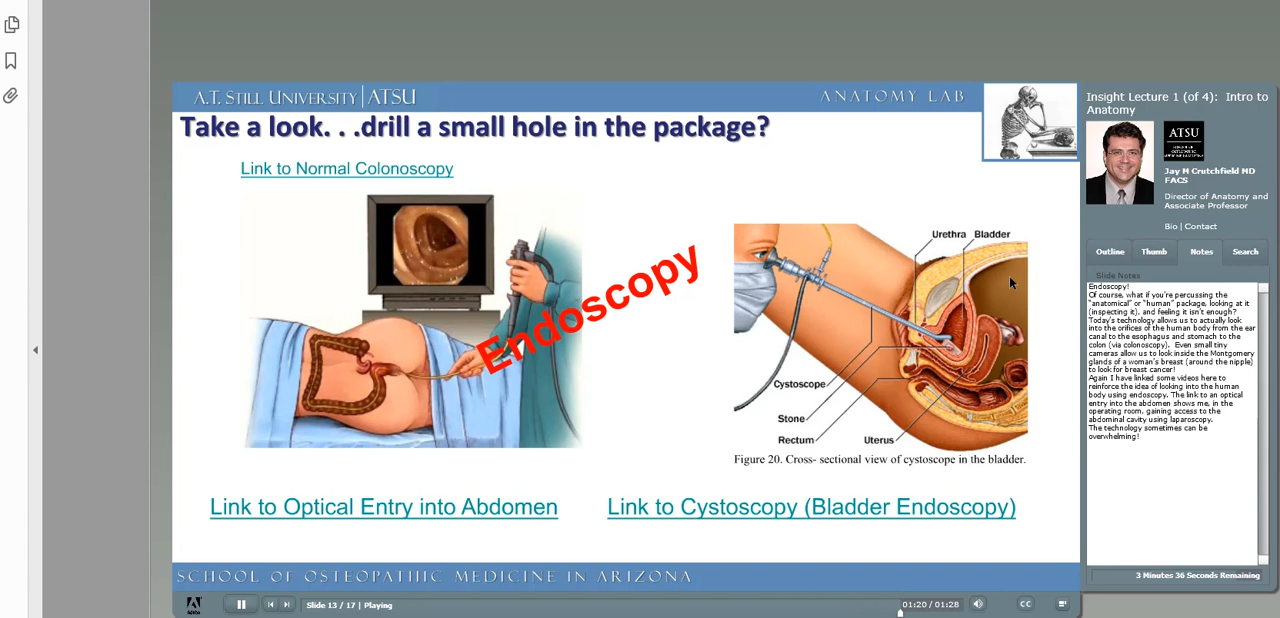 A.T. STILL UNIVERSITY | ATSU
ANATOMY LAB
Take a look. . .drill a small hole in the package?
Link to Normal Colonoscopy
Endoscopy
Urethra Bladder
Cystoscope
Stone
Rectum
Uterus
Figure 20. Cross- sectional view of cystoscope in the bladder.
Link to Optical Entry into Abdomen
Link to Cystoscopy (Bladder Endoscopy)
SCHOOL OF OSTEOPATHIC MEDICINE IN ARIZONA
Slide 13 / 17 | Playing
01:20 / 01:28
CC
Insight Lecture 1 (of 4): Intro to
Anatomy
ATSU
Jay M Crutchfield MD
FACS
Director of Anatomy and
Associate Professor
Bio | Contact
Outline Thumb Notes Search
Slide Notes
Endoscopy!
Of course, what if you're percussing the
"anatomical" or "human" package, looking at it
(inspecting it), and feeling it isn't enough?
Today's technology allows us to actually look
into the orifices of the human body from the ear
canal to the esophagus and stomach to the
colon (via colonoscopy). Even small tiny
cameras allow us to look inside the Montgomery
glands of a woman's breast (around the nipple)
to look for breast cancer!
Again I have linked some videos here to
reinforce the idea of looking into the human
body using endoscopy. The link to an optical
entry into the abdomen shows me, in the
operating room, gaining access to the
abdominal cavity using laparoscopy.
The technology sometimes can be
overwhelming!
3 Minutes 36 Seconds Remaining